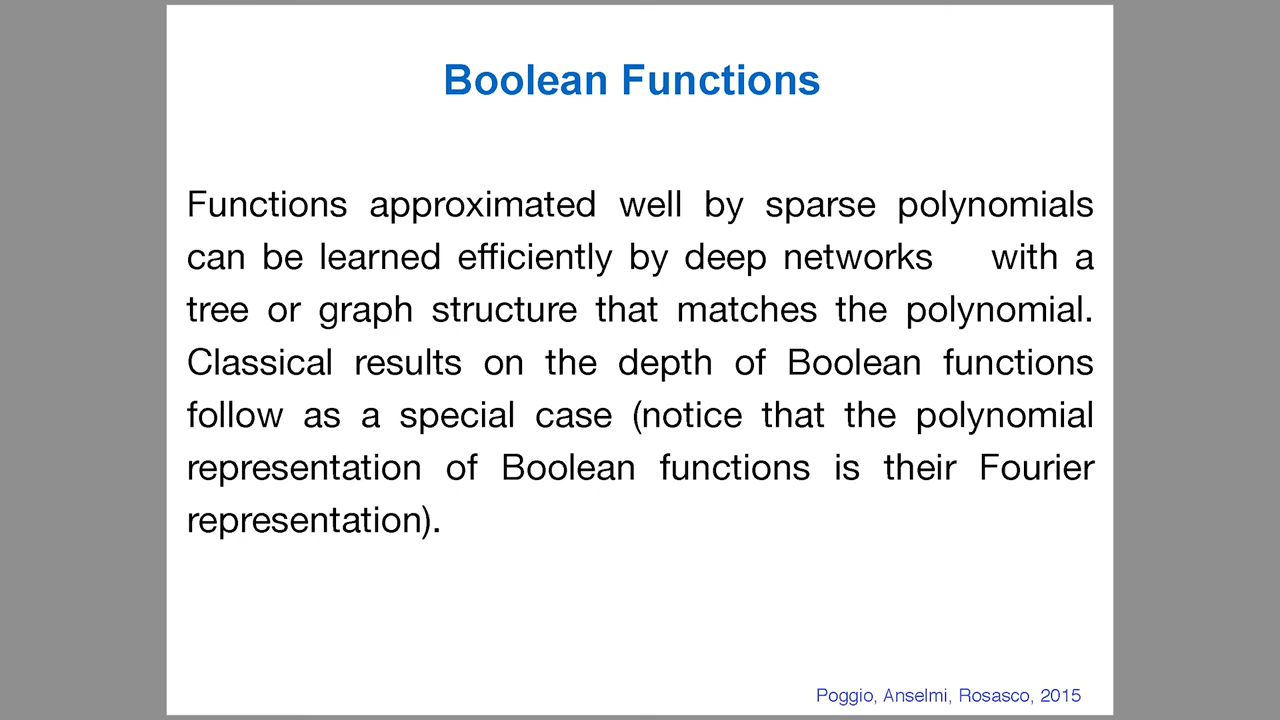 Boolean Functions
Functions approximated well by sparse polynomials
can be learned efficiently by deep networks with a
tree or graph structure that matches the polynomial.
Classical results on the depth of Boolean functions
follow as a special case (notice that the polynomial
representation of Boolean functions is their Fourier
representation).
Poggio, Anselmi, Rosasco, 2015